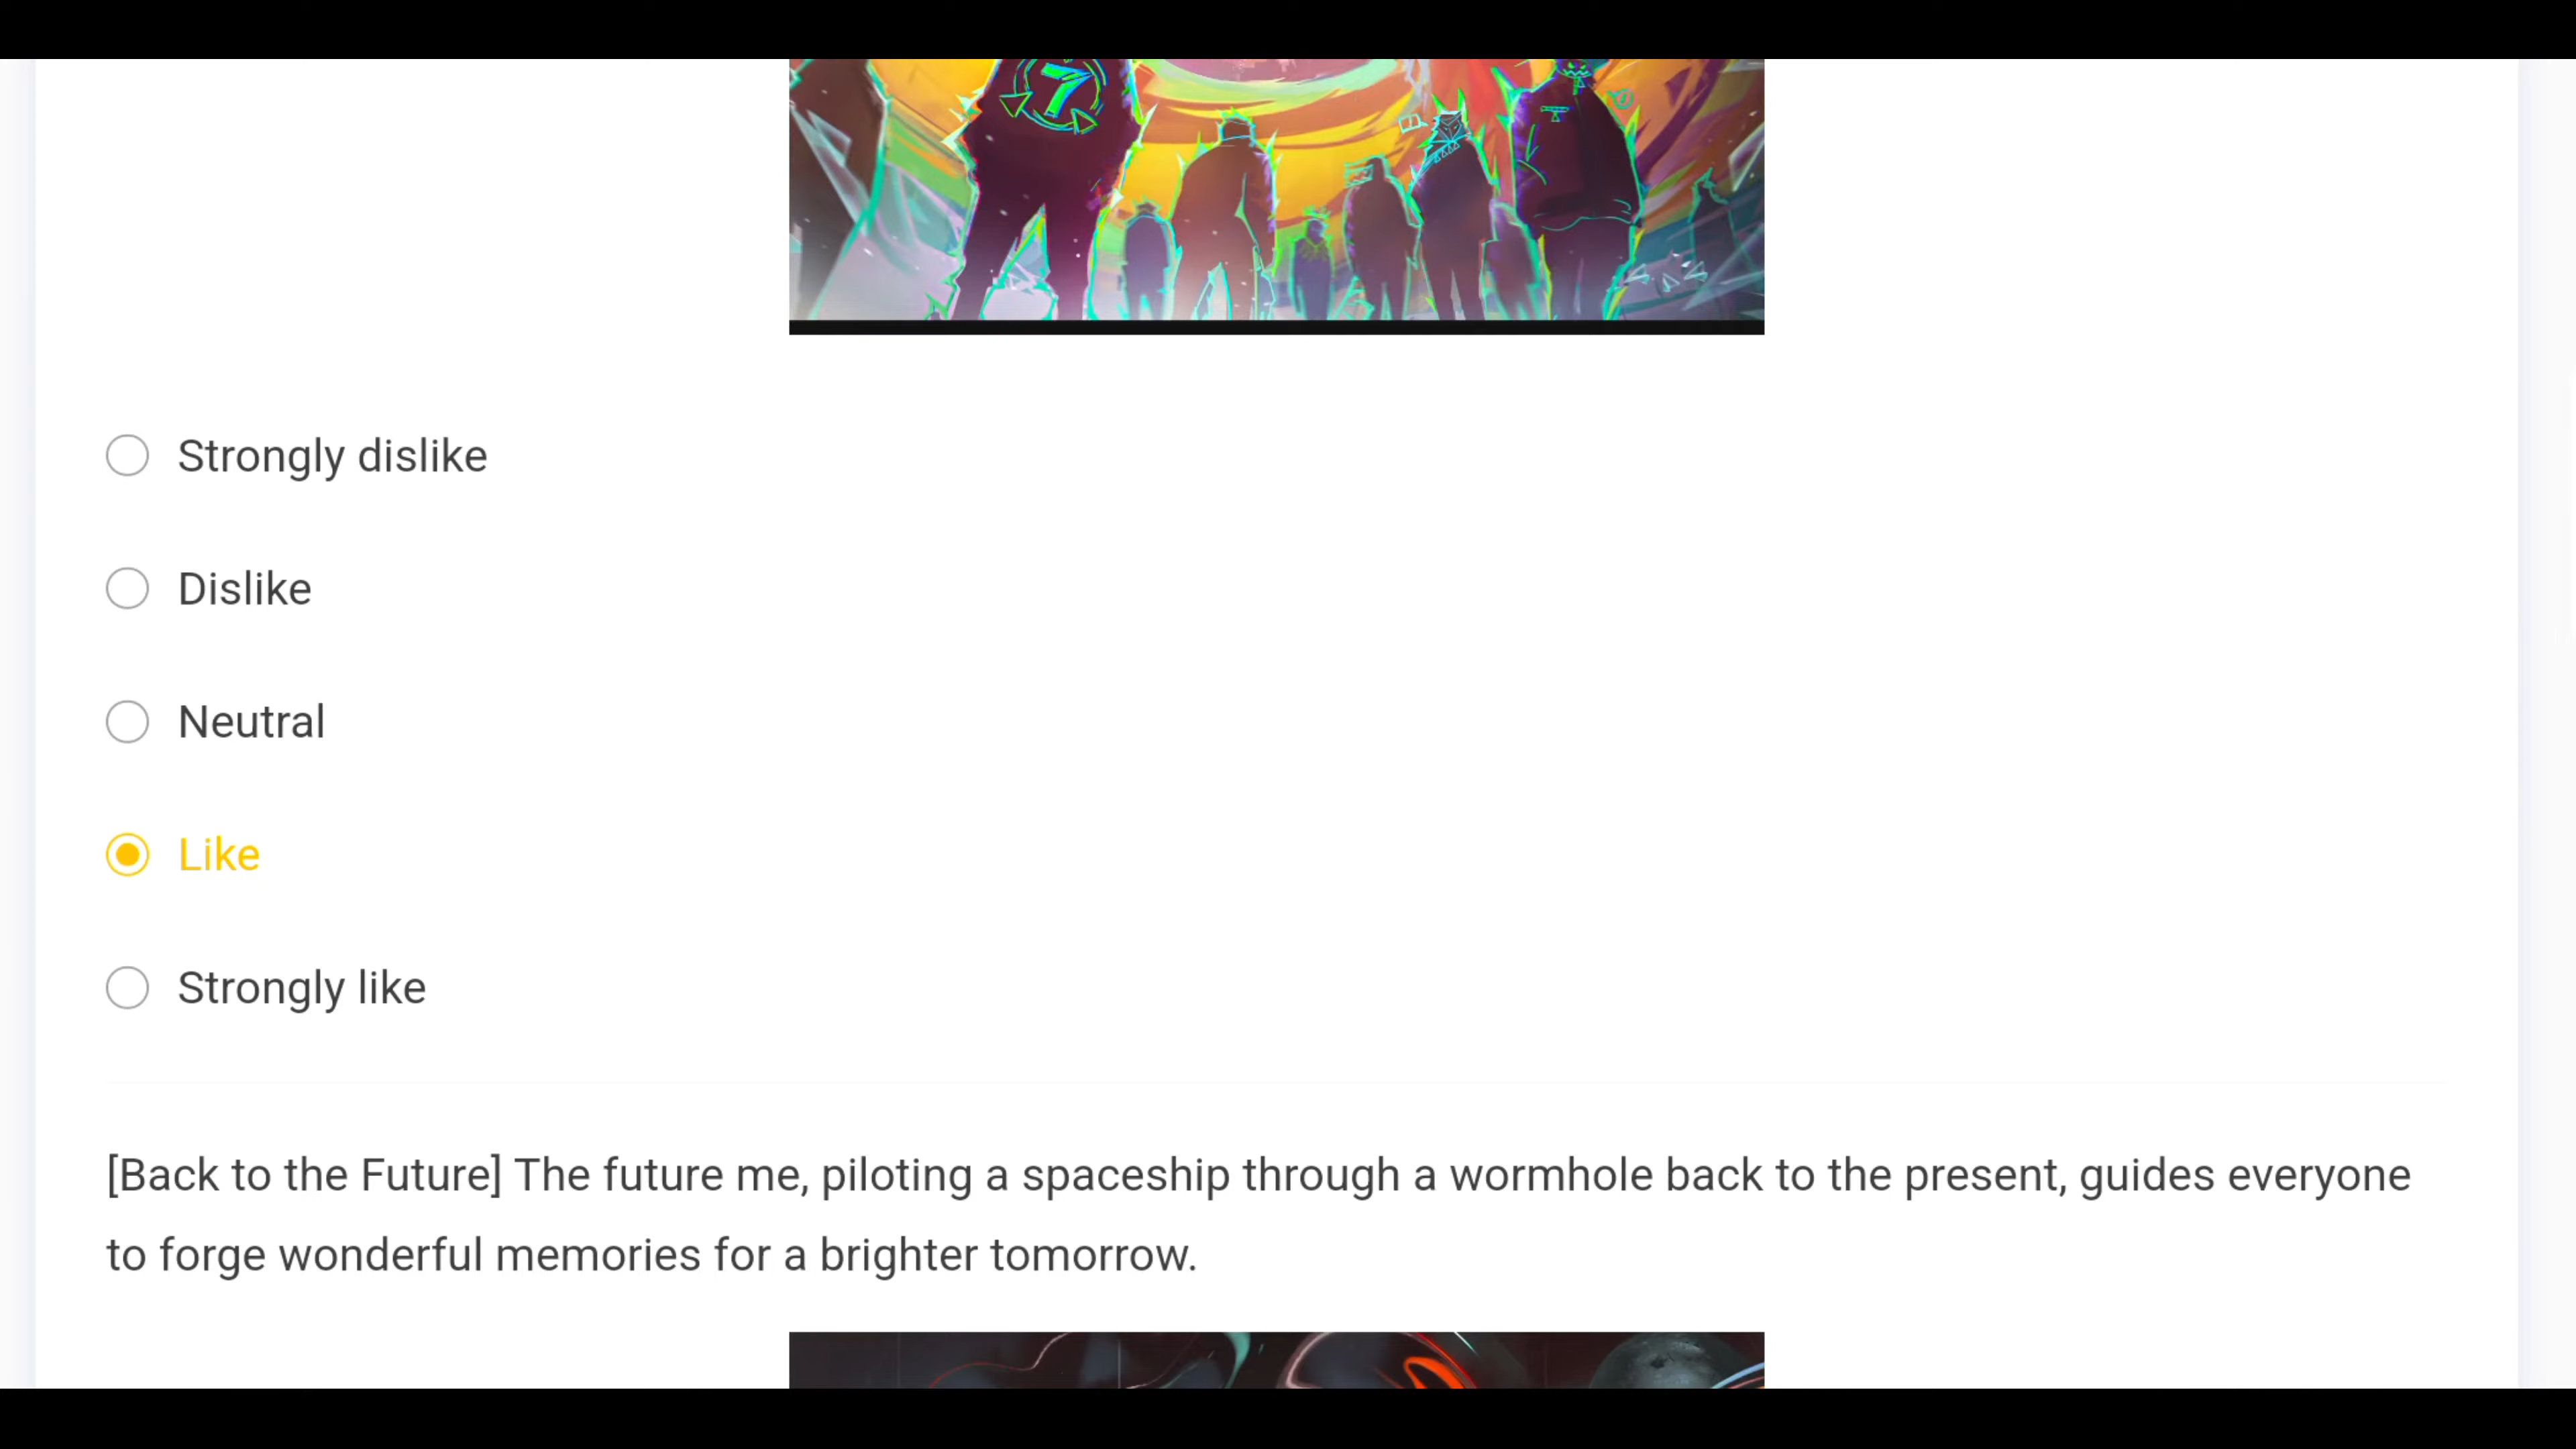 7
Strongly dislike
Dislike
Neutral
Like
Strongly like
[Back to the Future] The future me, piloting a spaceship through a wormhole back to the present, guides everyone
to forge wonderful memories for a brighter tomorrow.